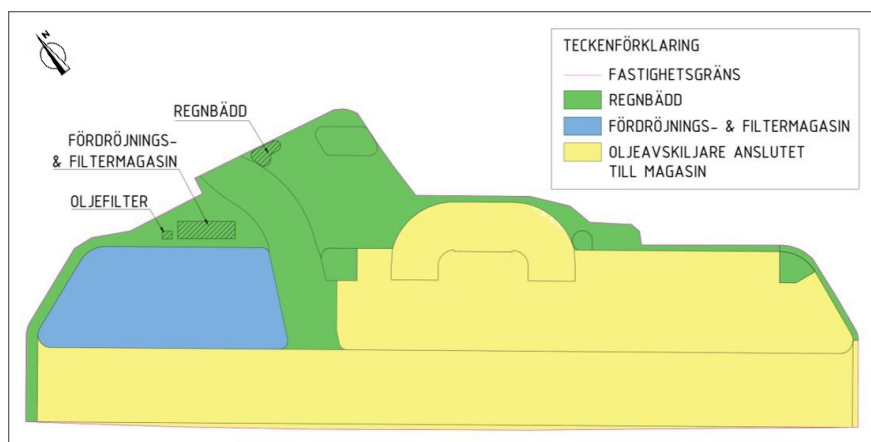 N
REGNBÄDD
FÖRDRÖJNINGS-
& FILTERMAGASIN
OLJEFILTER
TECKENFÖRKLARING
FASTIGHETSGRÄNS
REGNBÄDD
FÖRDRÖJNINGS- & FILTERMAGASIN
OLJEAVSKILJARE ANSLUTET
TILL MAGASIN